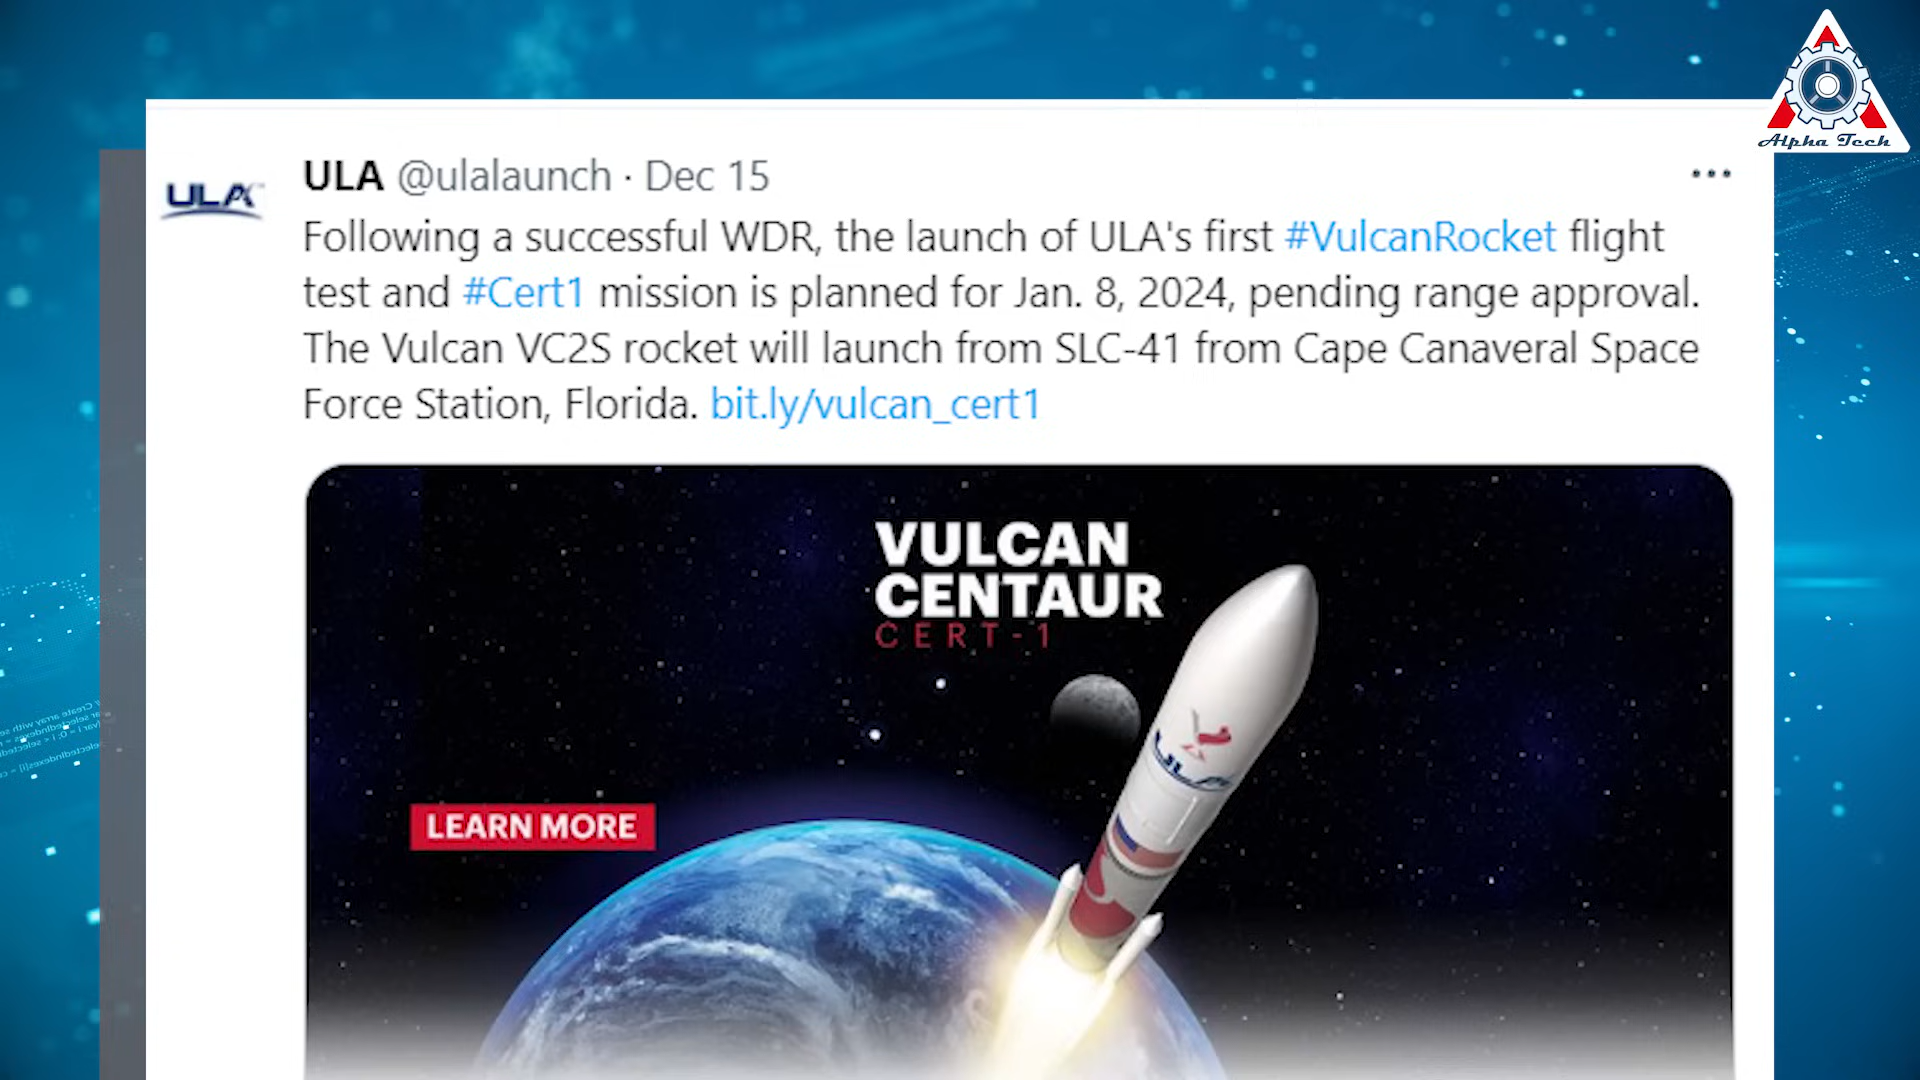 Alpha Tech
ULA
ULA @ulalaunch · Dec 15
Following a successful WDR, the launch of ULA's first #VulcanRocket flight
test and #Cert1 mission is planned for Jan. 8, 2024, pending range approval.
The Vulcan VC2S rocket will launch from SLC-41 from Cape Canaveral Space
Force Station, Florida. bit.ly/vulcan_cert1
VULCAN
CENTAUR
CERT-1
ULA
LEARN MORE